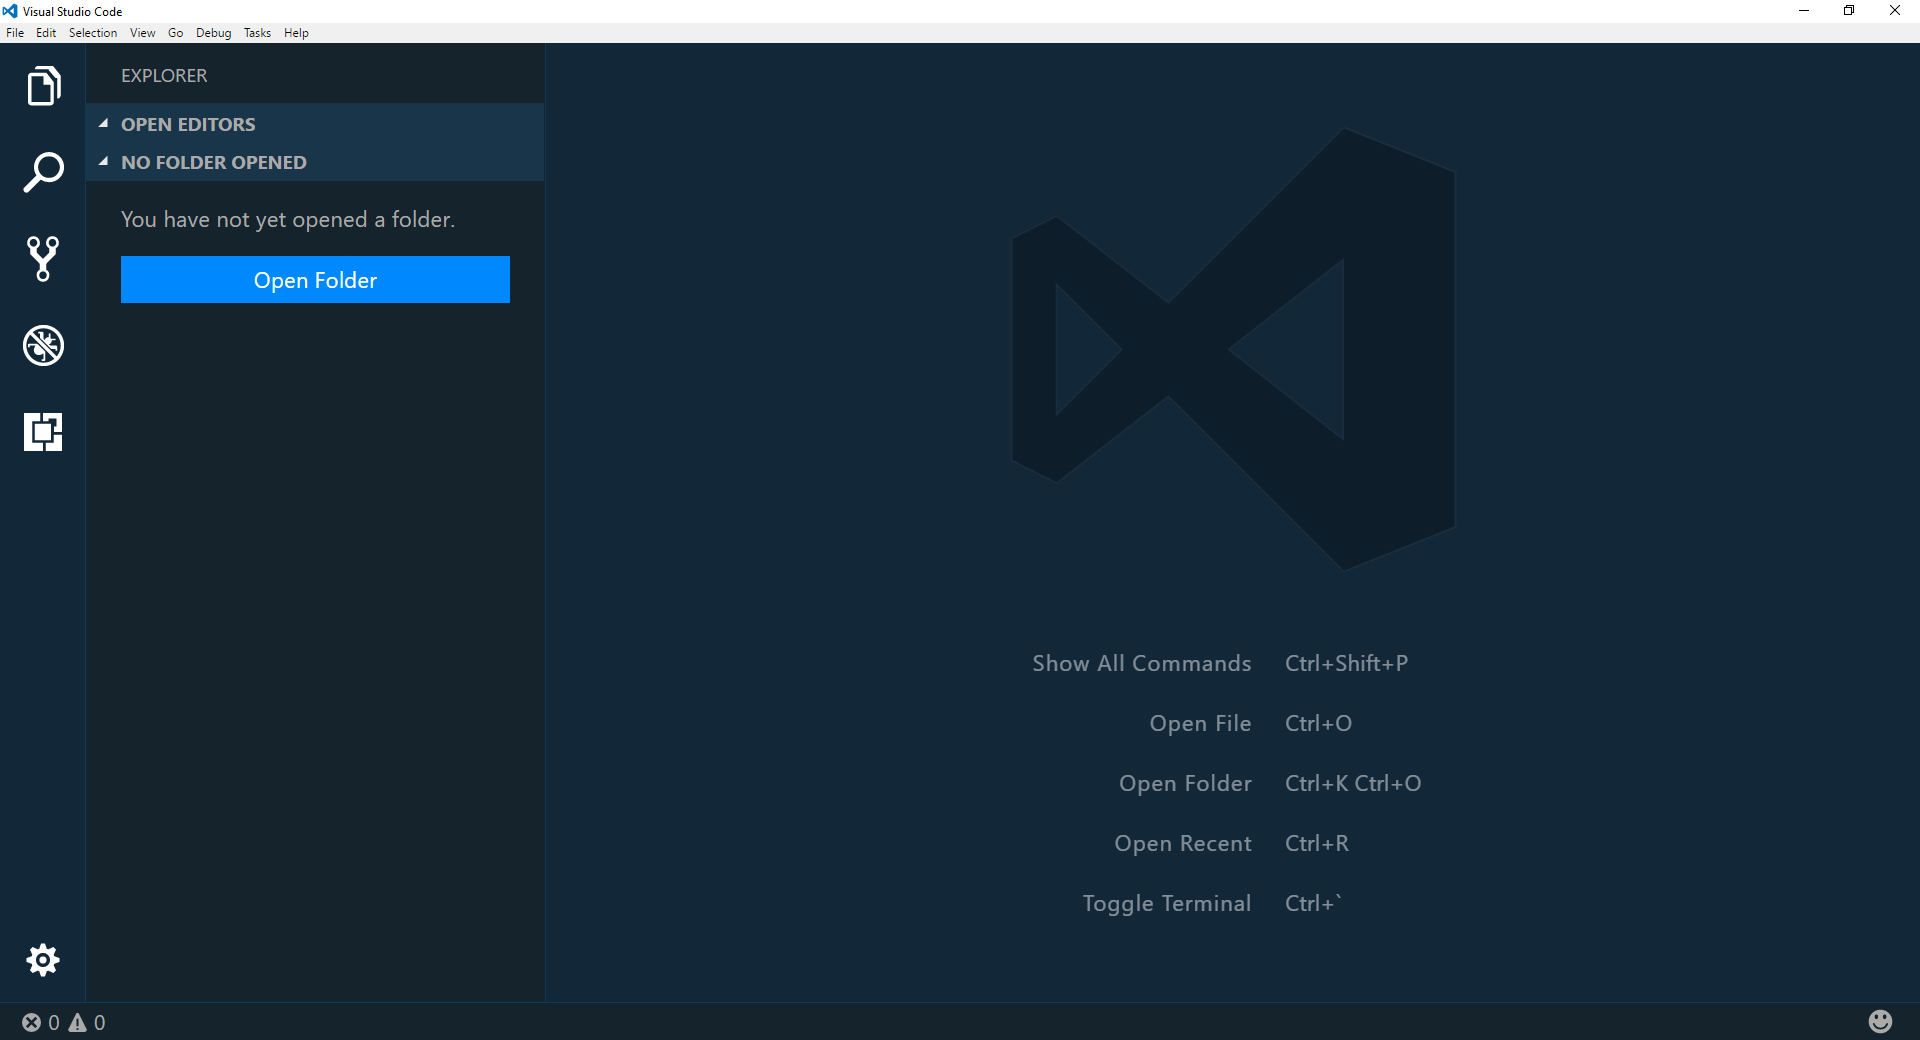 Visual Studio Code
File Edit Selection View Go Debug Tasks Help
EXPLORER
OPEN EDITORS
NO FOLDER OPENED
You have not yet opened a folder.
Open Folder
Show All Commands Ctrl+Shift+P
Open File Ctrl+O
Open Folder Ctrl+K Ctrl+O
Open Recent Ctrl+R
Toggle Terminal Ctrl+`
0 0